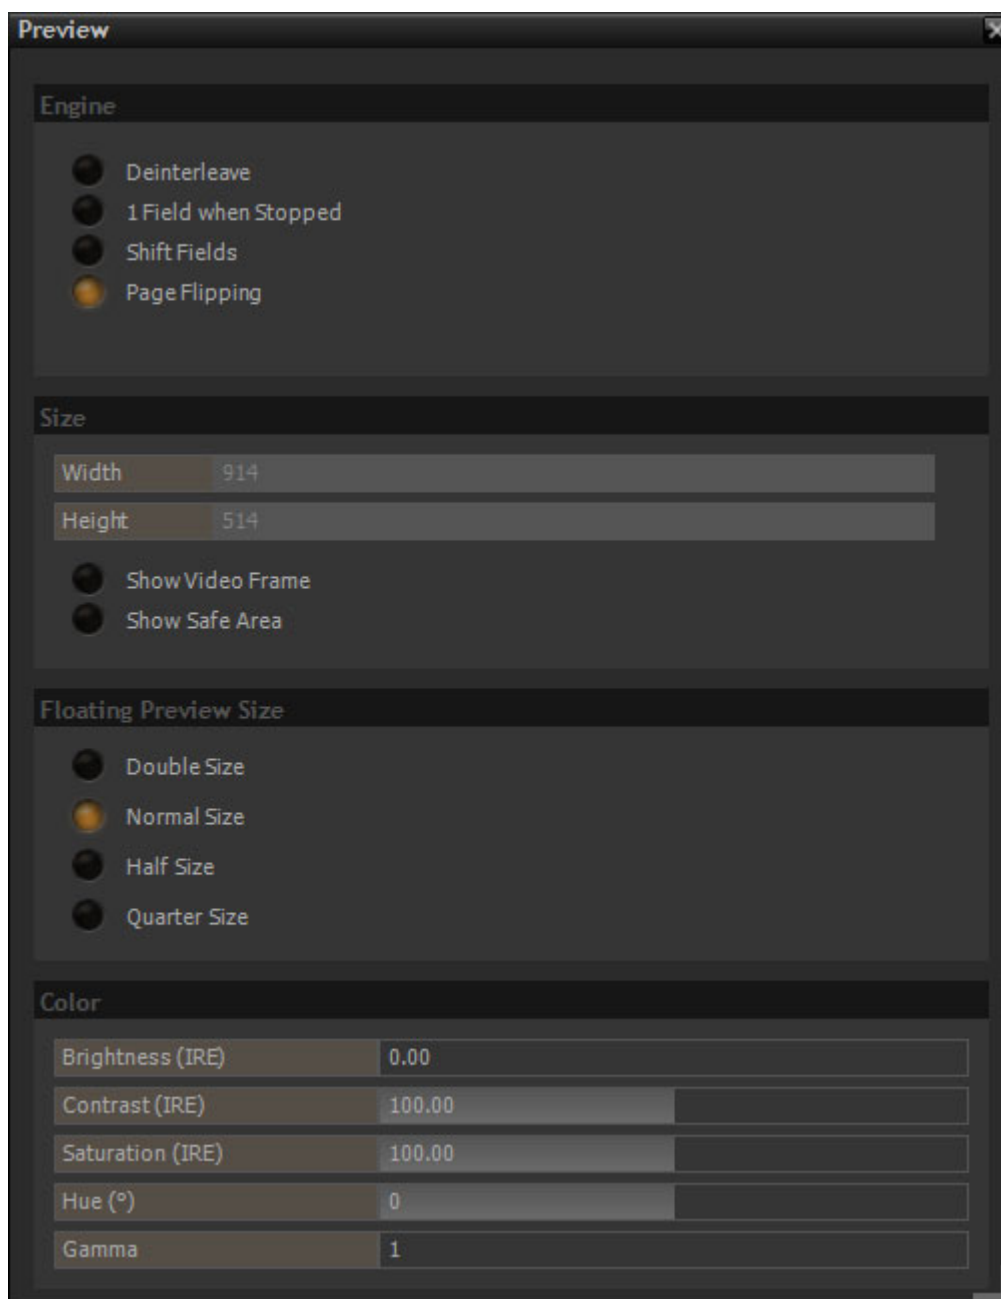 Preview
Engine
Deinterleave
1 Field when Stopped
Shift Fields
Page Flipping
Size
Width 914
Height 514
Show Video Frame
Show Safe Area
Floating Preview Size
Double Size
Normal Size
Half Size
Quarter Size
Color
Brightness (IRE) 0.00
Contrast (IRE) 100.00
Saturation (IRE) 100.00
Hue (°) 0
Gamma 1